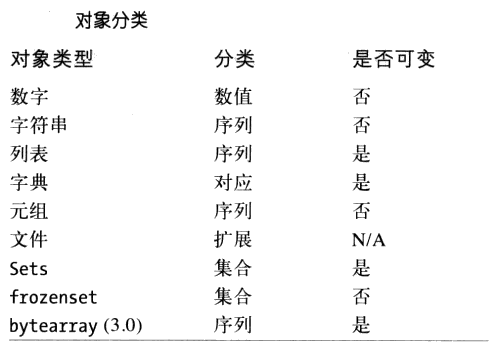 对象分类
对象类型 分类 是否可变
数字 数值 否
字符串 序列 否
列表 序列 是
字典 对应 是
元组 序列 否
文件 扩展 N/A
Sets 集合 是
frozenset 集合 否
bytearray (3.0) 序列 是